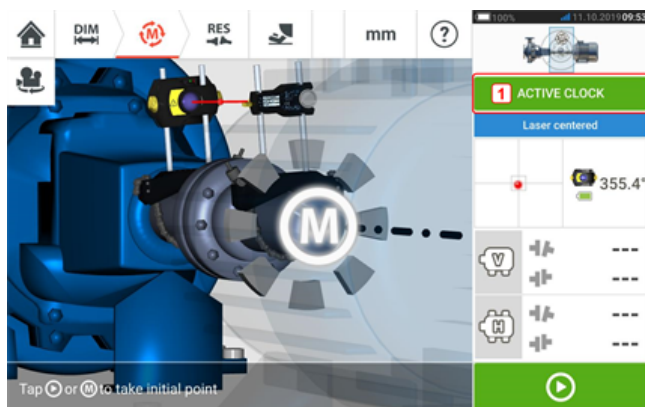 DIM
M
RES
mm
?
100%
11.10.2019 09:53
1 ACTIVE CLOCK
Laser centered
355.4°
M
V
---
---
H
---
---
Tap or M to take initial point